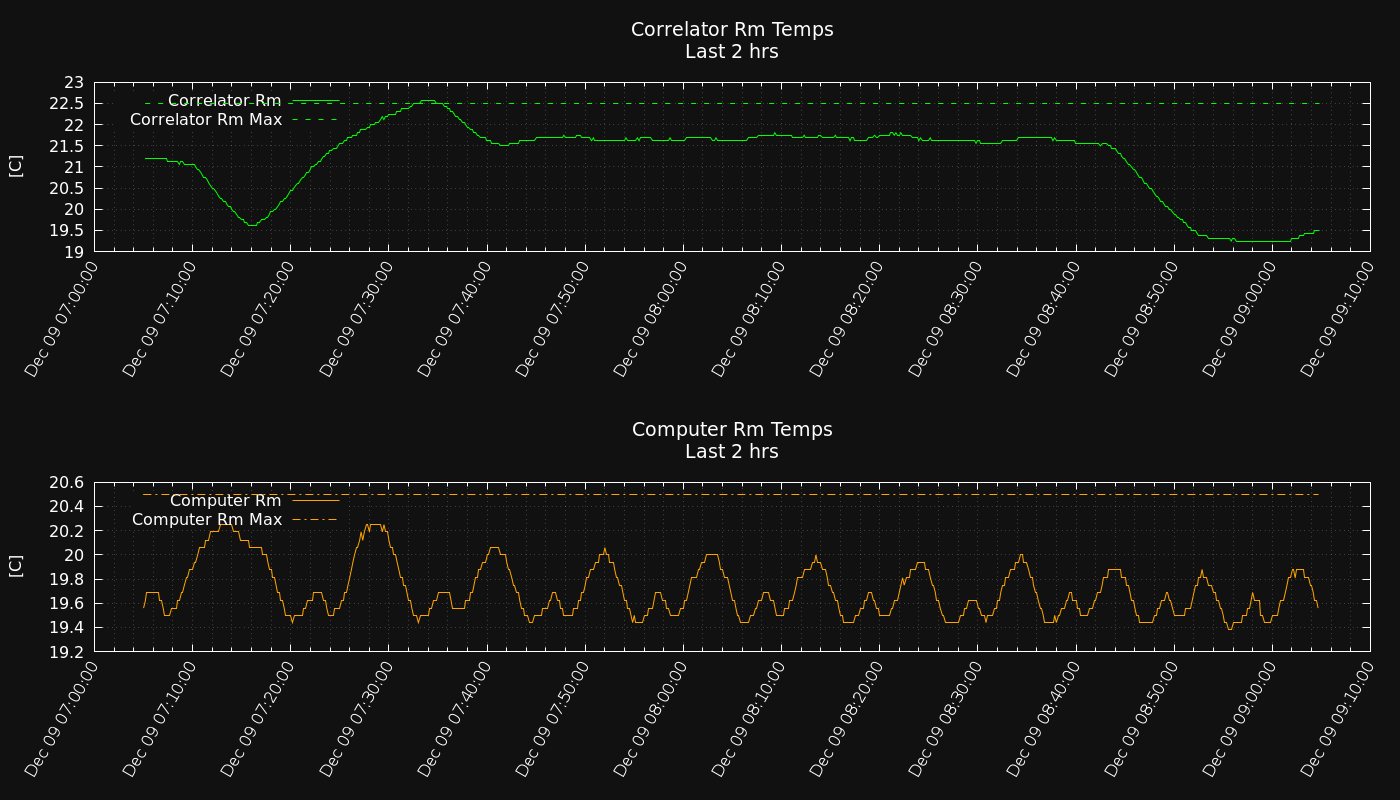 Correlator Rm Temps
Last 2 hrs
Correlator Rm
Correlator Rm Max
[C]
23
22.5
22
21.5
21
20.5
20
19.5
19
Dec 09 07:00:00
Dec 09 07:10:00
Dec 09 07:20:00
Dec 09 07:30:00
Dec 09 07:40:00
Dec 09 07:50:00
Dec 09 08:00:00
Dec 09 08:10:00
Dec 09 08:20:00
Dec 09 08:30:00
Dec 09 08:40:00
Dec 09 08:50:00
Dec 09 09:00:00
Dec 09 09:10:00
Computer Rm Temps
Last 2 hrs
Computer Rm
Computer Rm Max
[C]
20.6
20.4
20.2
20
19.8
19.6
19.4
19.2
Dec 09 07:00:00
Dec 09 07:10:00
Dec 09 07:20:00
Dec 09 07:30:00
Dec 09 07:40:00
Dec 09 07:50:00
Dec 09 08:00:00
Dec 09 08:10:00
Dec 09 08:20:00
Dec 09 08:30:00
Dec 09 08:40:00
Dec 09 08:50:00
Dec 09 09:00:00
Dec 09 09:10:00